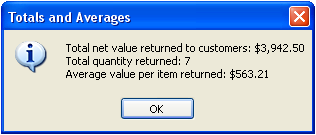 Totals and Averages
Total net value returned to customers: $3,942.50
Total quantity returned: 7
Average value per item returned: $563.21
OK